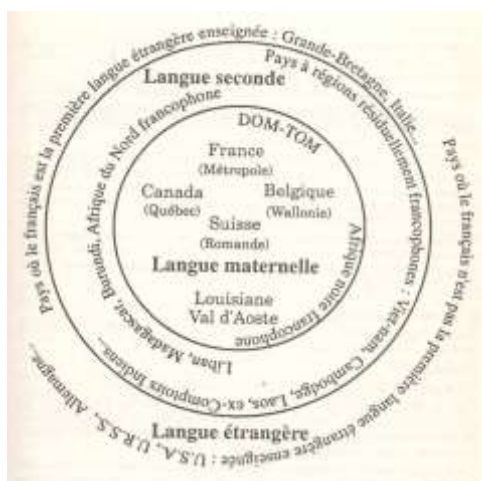 Pays où le français est la première langue étrangère enseignée : Grande-Bretagne, Italie...
Pays à régions résiduellement francophones : Viet-nam, Cambodge, Laos, ex-Comptoirs Indiens...
Langue seconde
Liban, Madagascar, Burundi, Afrique du Nord francophone
DOM-TOM
France
(Métropole)
Canada Belgique
(Québec) (Wallonie)
Suisse
(Romande)
Langue maternelle
Louisiane
Val d'Aoste
Afrique noire francophone
Langue étrangère
Pays où le français n'est pas la première langue étrangère enseignée : U.S.A., U.R.S.S., Allemagne...